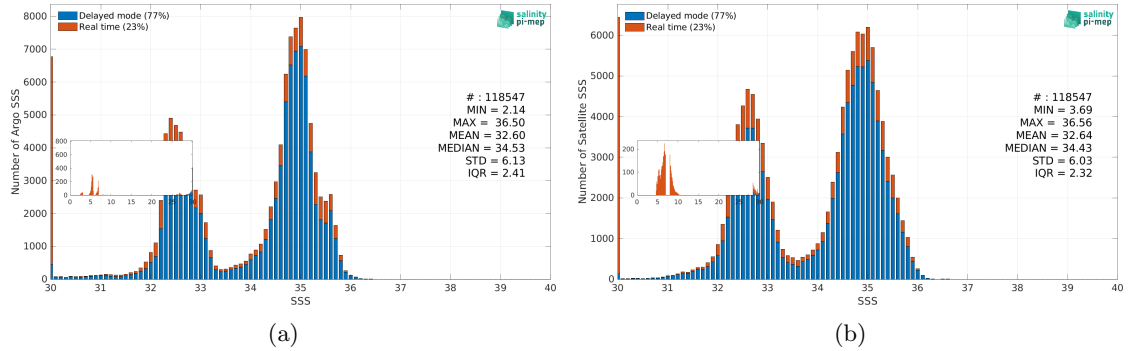 Delayed mode (77%)
Real time (23%)
salinity
pi-mep
Number of Argo SSS
8000
7000
6000
5000
4000
3000
2000
1000
0
# : 118547
MIN = 2.14
MAX = 36.50
MEAN = 32.60
MEDIAN = 34.53
STD = 6.13
IQR = 2.41
800
600
400
200
0
0 5 10 15 20 25 30
30 31 32 33 34 35 36 37 38 39 40
SSS
(a)
Delayed mode (77%)
Real time (23%)
salinity
pi-mep
Number of Satellite SSS
6000
5000
4000
3000
2000
1000
0
# : 118547
MIN = 3.69
MAX = 36.56
MEAN = 32.64
MEDIAN = 34.43
STD = 6.03
IQR = 2.32
200
100
0
0 5 10 15 20 25 30
30 31 32 33 34 35 36 37 38 39 40
SSS
(b)